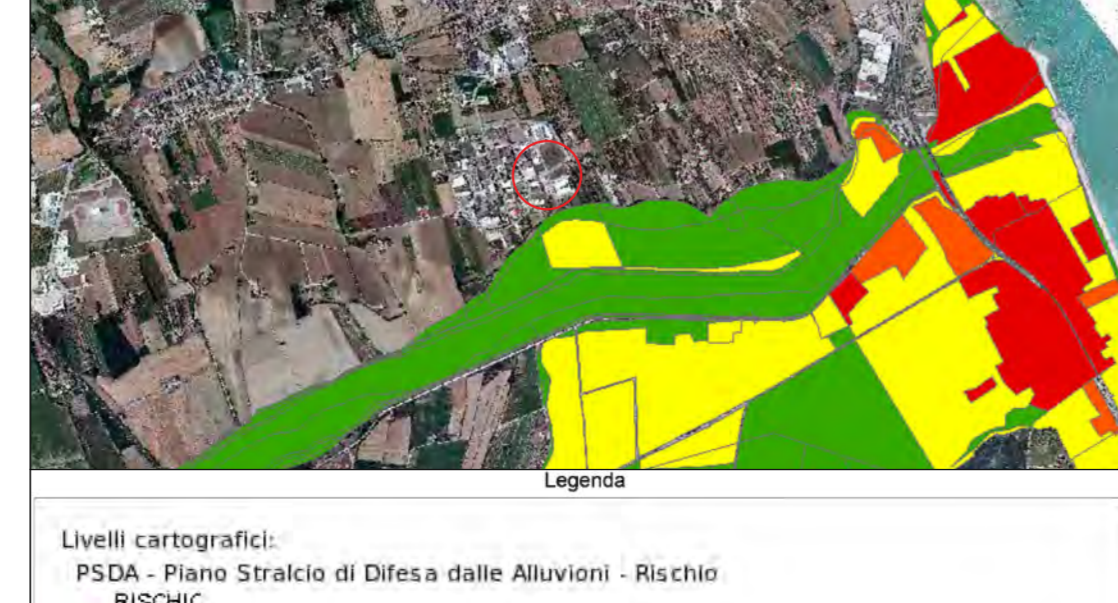 Legenda
Livelli cartografici:
PSDA - Piano Stralcio di Difesa dalle Alluvioni - Rischio